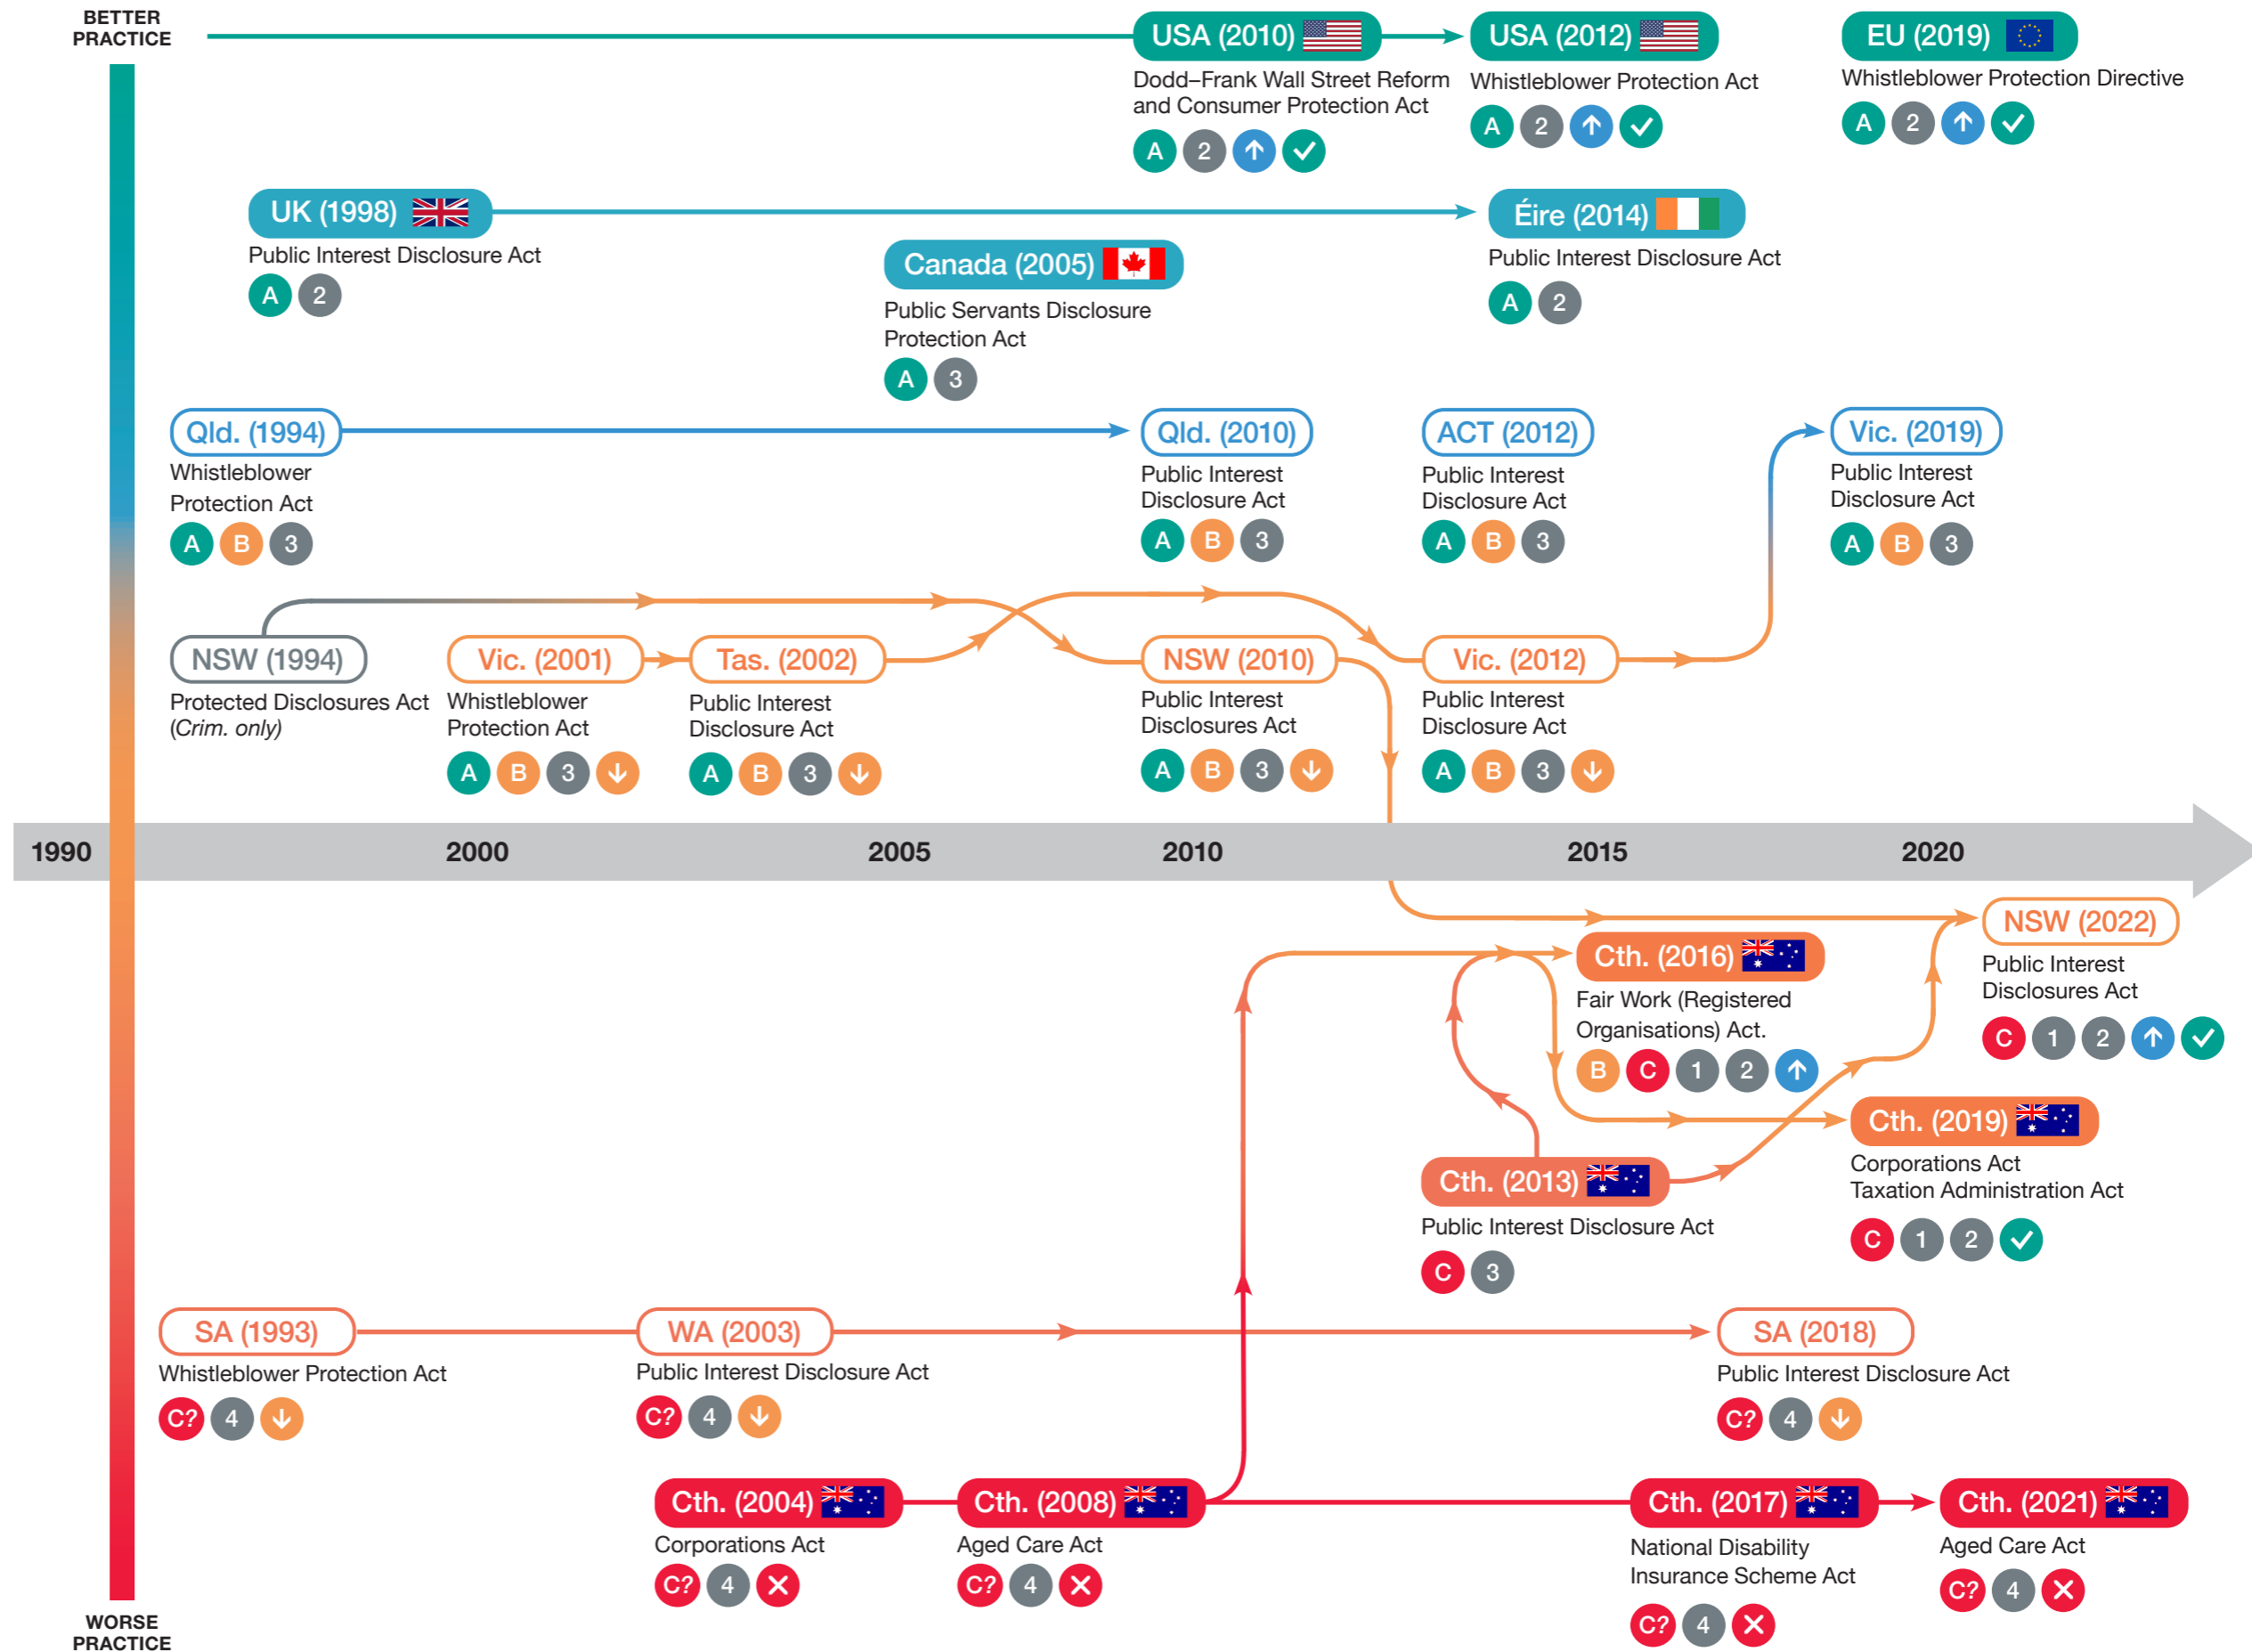 BETTER
PRACTICE
USA (2010)
Dodd–Frank Wall Street Reform
and Consumer Protection Act
A 2
USA (2012)
Whistleblower Protection Act
A 2
EU (2019)
Whistleblower Protection Directive
A 2
UK (1998)
Public Interest Disclosure Act
A 2
Canada (2005)
Public Servants Disclosure
Protection Act
A 3
Éire (2014)
Public Interest Disclosure Act
A 2
Qld. (1994)
Whistleblower
Protection Act
A B 3
Qld. (2010)
Public Interest
Disclosure Act
A B 3
ACT (2012)
Public Interest
Disclosure Act
A B 3
Vic. (2019)
Public Interest
Disclosure Act
A B 3
NSW (1994)
Protected Disclosures Act
(Crim. only)
Vic. (2001)
Whistleblower
Protection Act
A B 3
Tas. (2002)
Public Interest
Disclosure Act
A B 3
NSW (2010)
Public Interest
Disclosures Act
A B 3
Vic. (2012)
Public Interest
Disclosure Act
A B 3
1990 2000 2005 2010 2015 2020
NSW (2022)
Public Interest
Disclosures Act
C 1 2
Cth. (2016)
Fair Work (Registered
Organisations) Act.
B C 1 2
Cth. (2019)
Corporations Act
Taxation Administration Act
C 1 2
Cth. (2013)
Public Interest Disclosure Act
C 3
SA (1993)
Whistleblower Protection Act
C? 4
WA (2003)
Public Interest Disclosure Act
C? 4
SA (2018)
Public Interest Disclosure Act
C? 4
Cth. (2004)
Corporations Act
C? 4
Cth. (2008)
Aged Care Act
C? 4
Cth. (2017)
National Disability
Insurance Scheme Act
C? 4
Cth. (2021)
Aged Care Act
C? 4
WORSE
PRACTICE